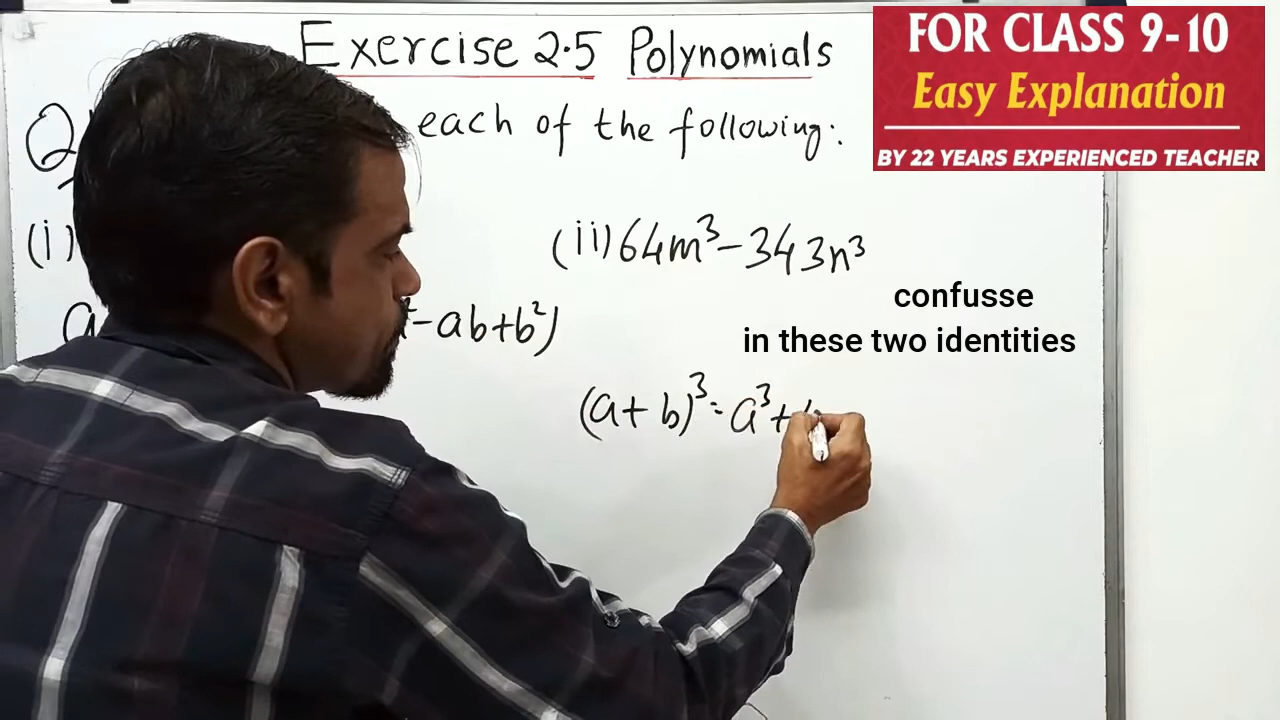 Exercise 2.5 Polynomials
FOR CLASS 9-10
Easy Explanation
BY 22 YEARS EXPERIENCED TEACHER
each of the following:
(i)
(ii) 64m³-343n³
confusse
in these two identities
-ab+b²)
(a+b)³=a³+